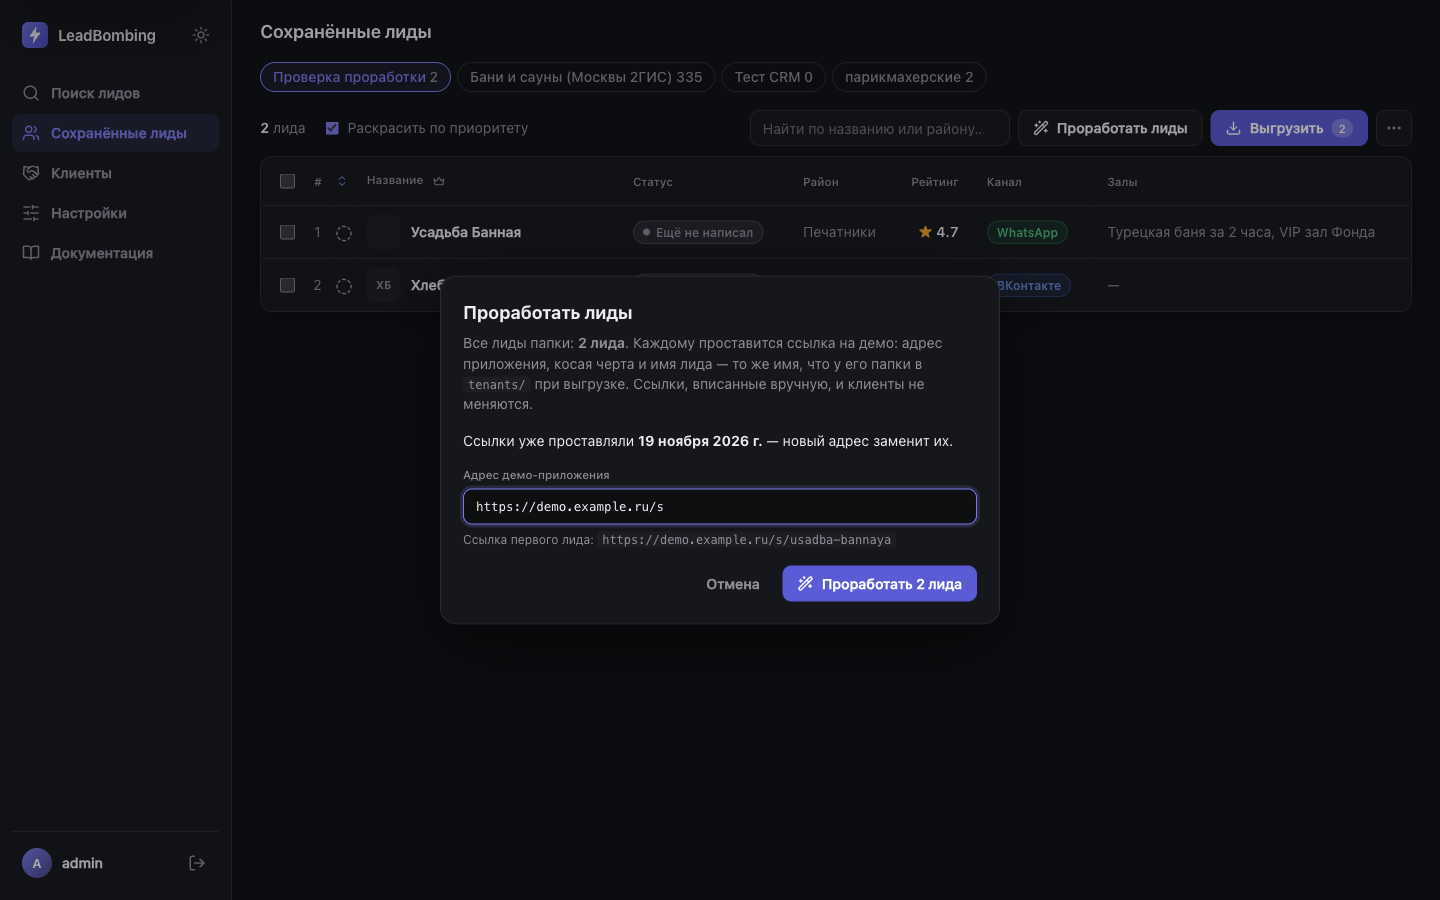 LeadBombing
Поиск лидов
Сохранённые лиды
Клиенты
Настройки
Документация
A admin
Сохранённые лиды
Проверка проработки 2
Бани и сауны (Москвы 2ГИС) 335
Тест CRM 0
парикмахерские 2
2 лида
Раскрасить по приоритету
Найти по названию или району...
Проработать лиды
Выгрузить 2
# Название Статус Район Рейтинг Канал Залы
1 Усадьба Банная Ещё не написал Печатники 4.7 WhatsApp Турецкая баня за 2 часа, VIP зал Фонда
2 ХБ ВКонтакте —
Проработать лиды
Все лиды папки: 2 лида. Каждому проставится ссылка на демо: адрес
приложения, косая черта и имя лида — то же имя, что у его папки в
tenants/ при выгрузке. Ссылки, вписанные вручную, и клиенты не
меняются.
Ссылки уже проставляли 19 ноября 2026 г. — новый адрес заменит их.
Адрес демо-приложения
https://demo.example.ru/s
Ссылка первого лида: https://demo.example.ru/s/usadba-bannaya
Отмена
Проработать 2 лида